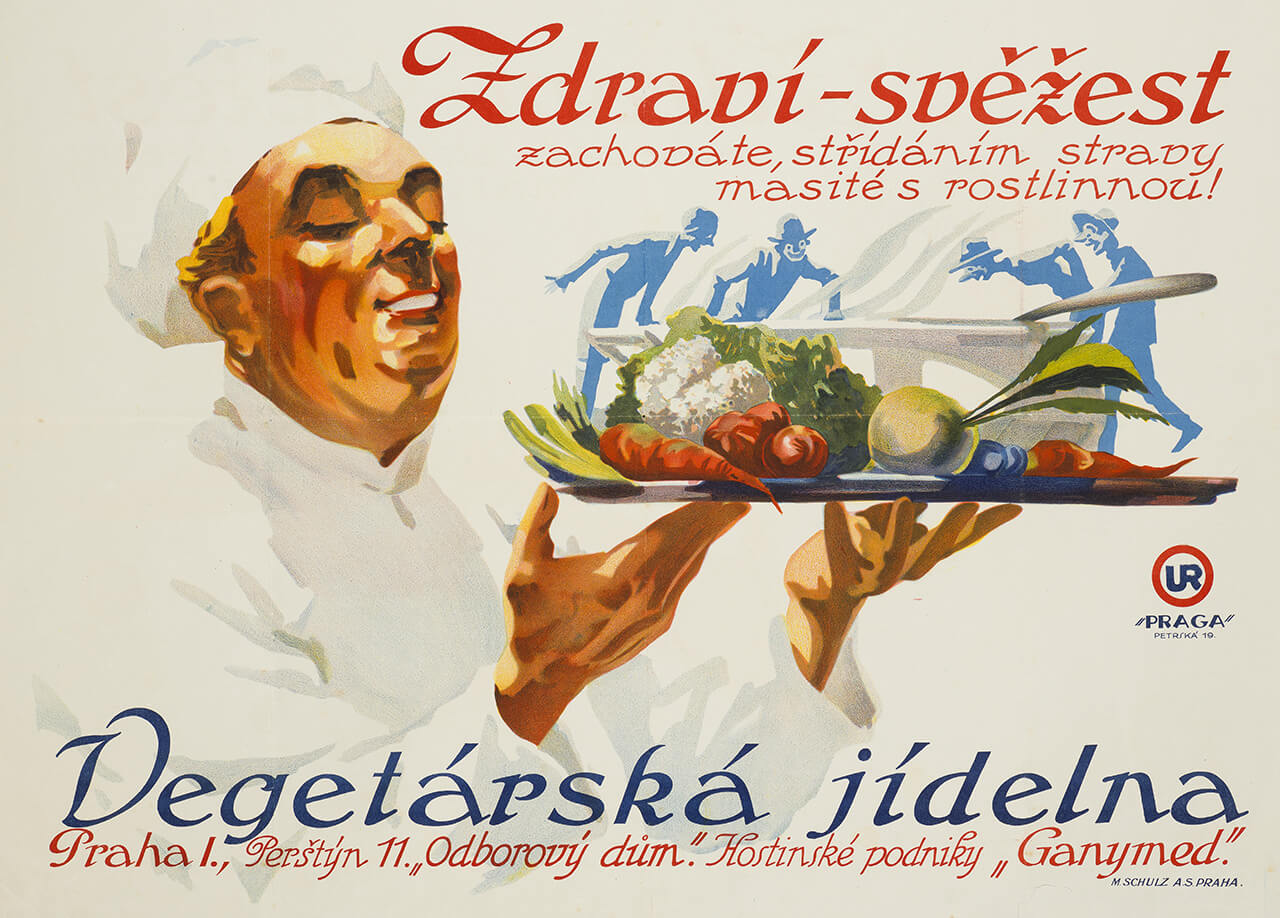 Zdraví-svěžest
zachováte, střídáním stravy
masité s rostlinnou!
UR
„PRAGA“
PETRSKÁ 19.
Vegetárská jídelna
Praha I., Perštýn 11. „Odborový dům.“ Hostinské podniky „Ganymed.“
M. SCHULZ A.S. PRAHA.